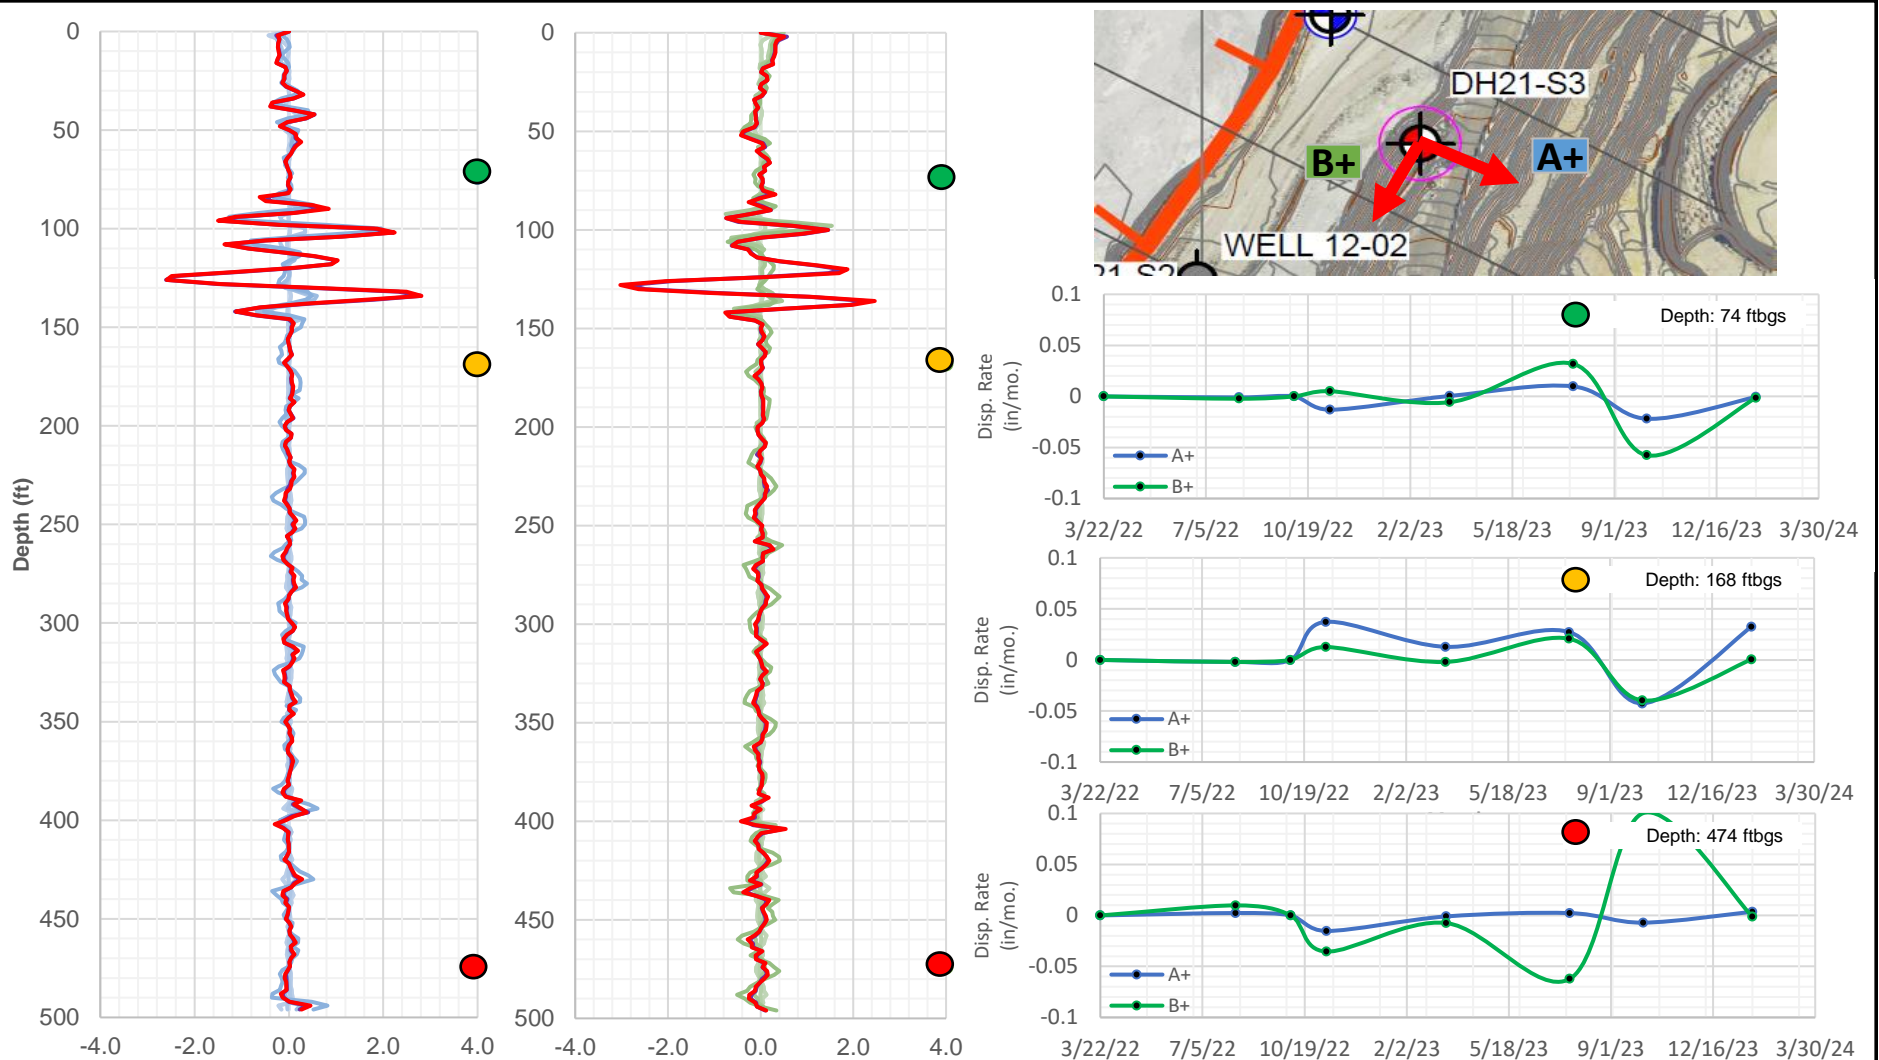 0
50
100
150
200
250
300
350
400
450
500
Depth (ft)
-4.0 -2.0 0.0 2.0 4.0
0
50
100
150
200
250
300
350
400
450
500
-4.0 -2.0 0.0 2.0 4.0
DH21-S3
B+
A+
WELL 12-02
21-S2
0.1
0.05
0
-0.05
-0.1
Disp. Rate
(in/mo.)
Depth: 74 ftbgs
A+
B+
3/22/22 7/5/22 10/19/22 2/2/23 5/18/23 9/1/23 12/16/23 3/30/24
0.1
0.05
0
-0.05
-0.1
Disp. Rate
(in/mo.)
Depth: 168 ftbgs
A+
B+
3/22/22 7/5/22 10/19/22 2/2/23 5/18/23 9/1/23 12/16/23 3/30/24
0.1
0.05
0
-0.05
-0.1
Disp. Rate
(in/mo.)
Depth: 474 ftbgs
A+
B+
3/22/22 7/5/22 10/19/22 2/2/23 5/18/23 9/1/23 12/16/23 3/30/24